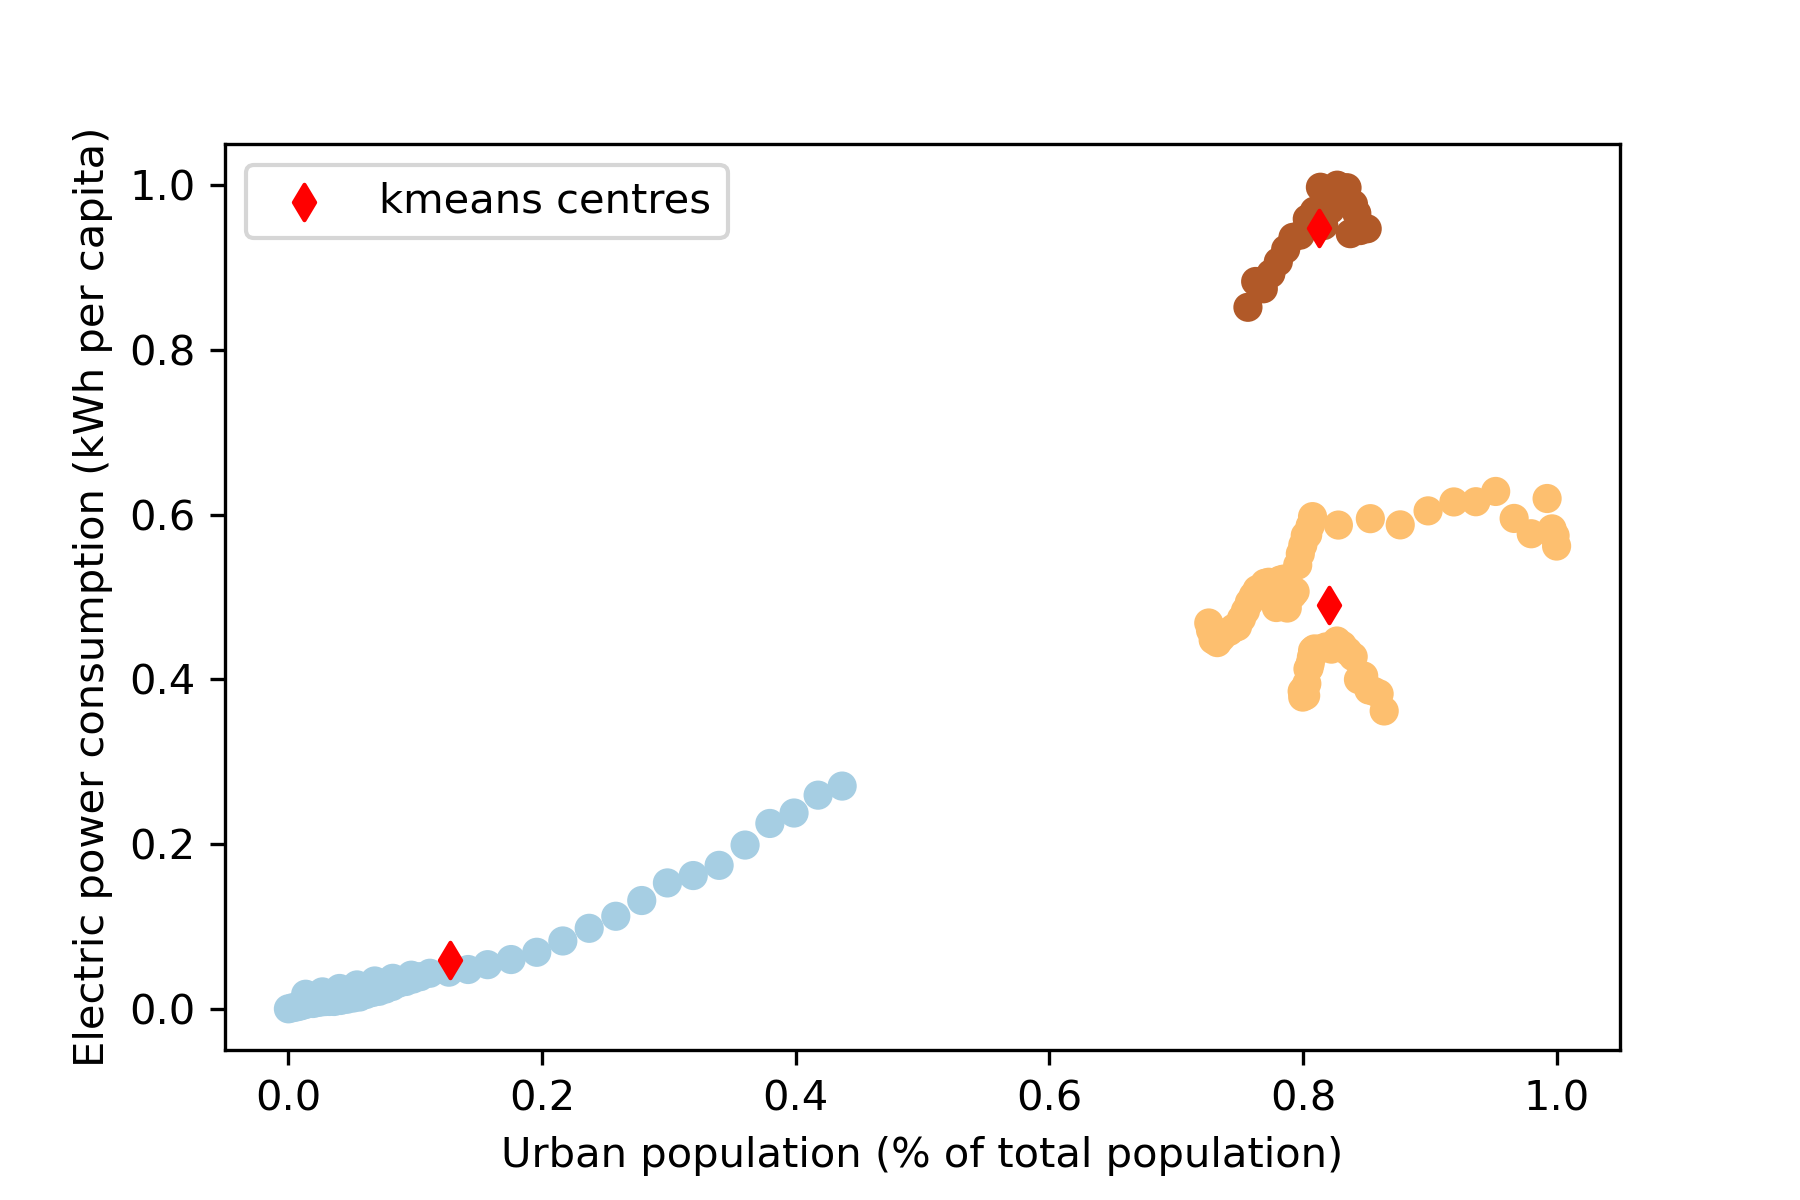 kmeans centres
Electric power consumption (kWh per capita)
1.0
0.8
0.6
0.4
0.2
0.0
0.0 0.2 0.4 0.6 0.8 1.0
Urban population (% of total population)